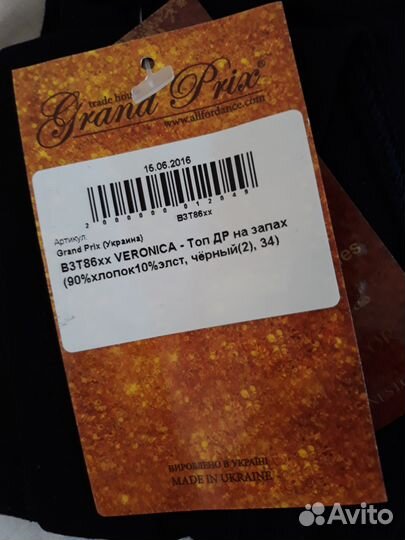 trade hou
Grand Prix®
www.allfordance.com
15.06.2016
B3T86xx
Артикул
Grand Prix (Украина)
B3T86xx VERONICA - Топ ДР на запах
(90%хлопок10%элст, чёрный(2), 34)
ВИРОБЛЕНО В УКРАЇНІ
MADE IN UKRAINE
Avito